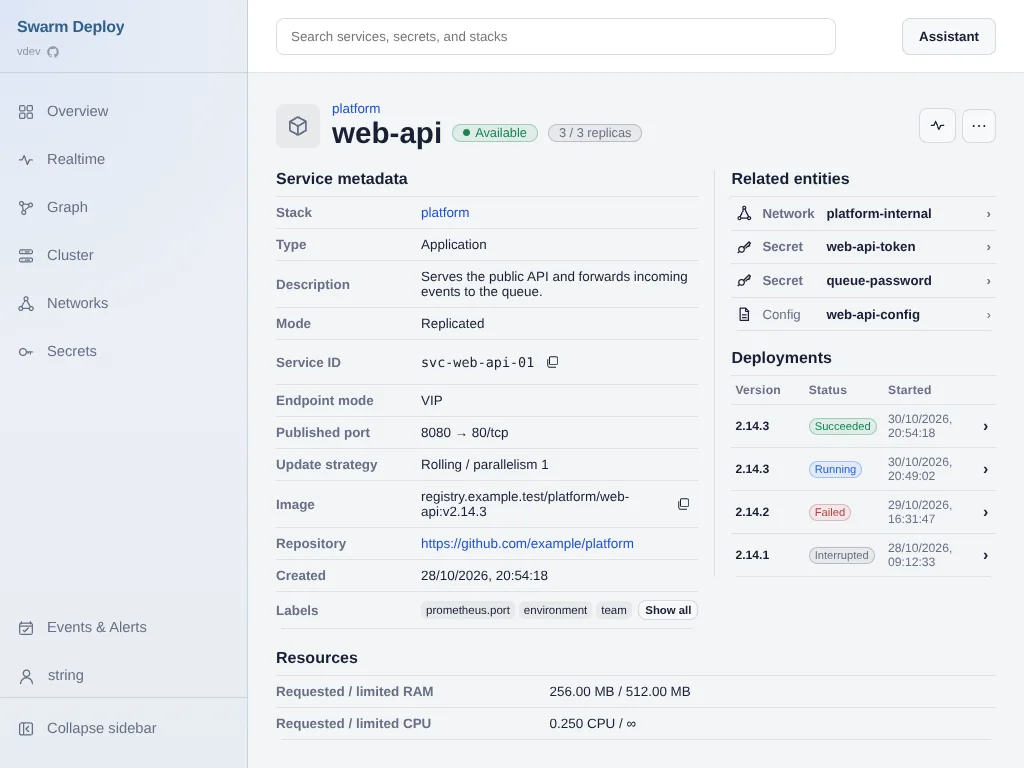 Swarm Deploy
vdev
Search services, secrets, and stacks
Assistant
Overview
Realtime
Graph
Cluster
Networks
Secrets
Events & Alerts
string
Collapse sidebar
platform
web-api
Available
3 / 3 replicas
Service metadata
Stack platform
Type Application
Description Serves the public API and forwards incoming
events to the queue.
Mode Replicated
Service ID svc-web-api-01
Endpoint mode VIP
Published port 8080 → 80/tcp
Update strategy Rolling / parallelism 1
Image registry.example.test/platform/web-
api:v2.14.3
Repository https://github.com/example/platform
Created 28/10/2026, 20:54:18
Labels prometheus.port environment team Show all
Related entities
Network platform-internal ›
Secret web-api-token ›
Secret queue-password ›
Config web-api-config ›
Deployments
Version Status Started
2.14.3 Succeeded 30/10/2026,
20:54:18 ›
2.14.3 Running 30/10/2026,
20:49:02 ›
2.14.2 Failed 29/10/2026,
16:31:47 ›
2.14.1 Interrupted 28/10/2026,
09:12:33 ›
Resources
Requested / limited RAM 256.00 MB / 512.00 MB
Requested / limited CPU 0.250 CPU / ∞